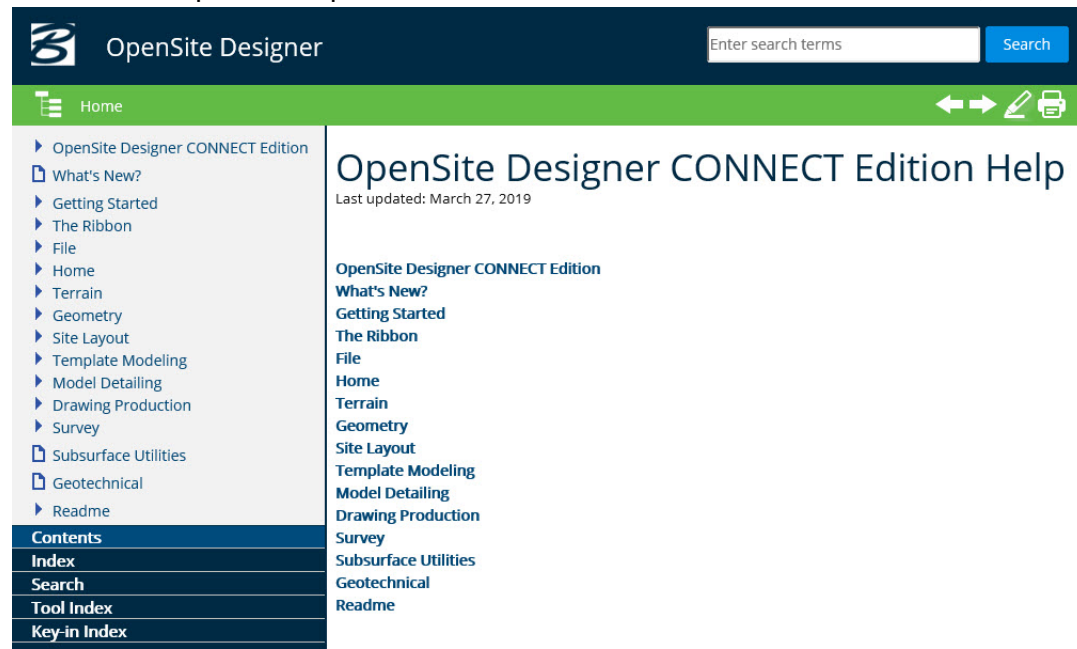 OpenSite Designer
Enter search terms
Search
Home
OpenSite Designer CONNECT Edition
What's New?
Getting Started
The Ribbon
File
Home
Terrain
Geometry
Site Layout
Template Modeling
Model Detailing
Drawing Production
Survey
Subsurface Utilities
Geotechnical
Readme
Contents
Index
Search
Tool Index
Key-in Index
OpenSite Designer CONNECT Edition Help
Last updated: March 27, 2019
OpenSite Designer CONNECT Edition
What's New?
Getting Started
The Ribbon
File
Home
Terrain
Geometry
Site Layout
Template Modeling
Model Detailing
Drawing Production
Survey
Subsurface Utilities
Geotechnical
Readme